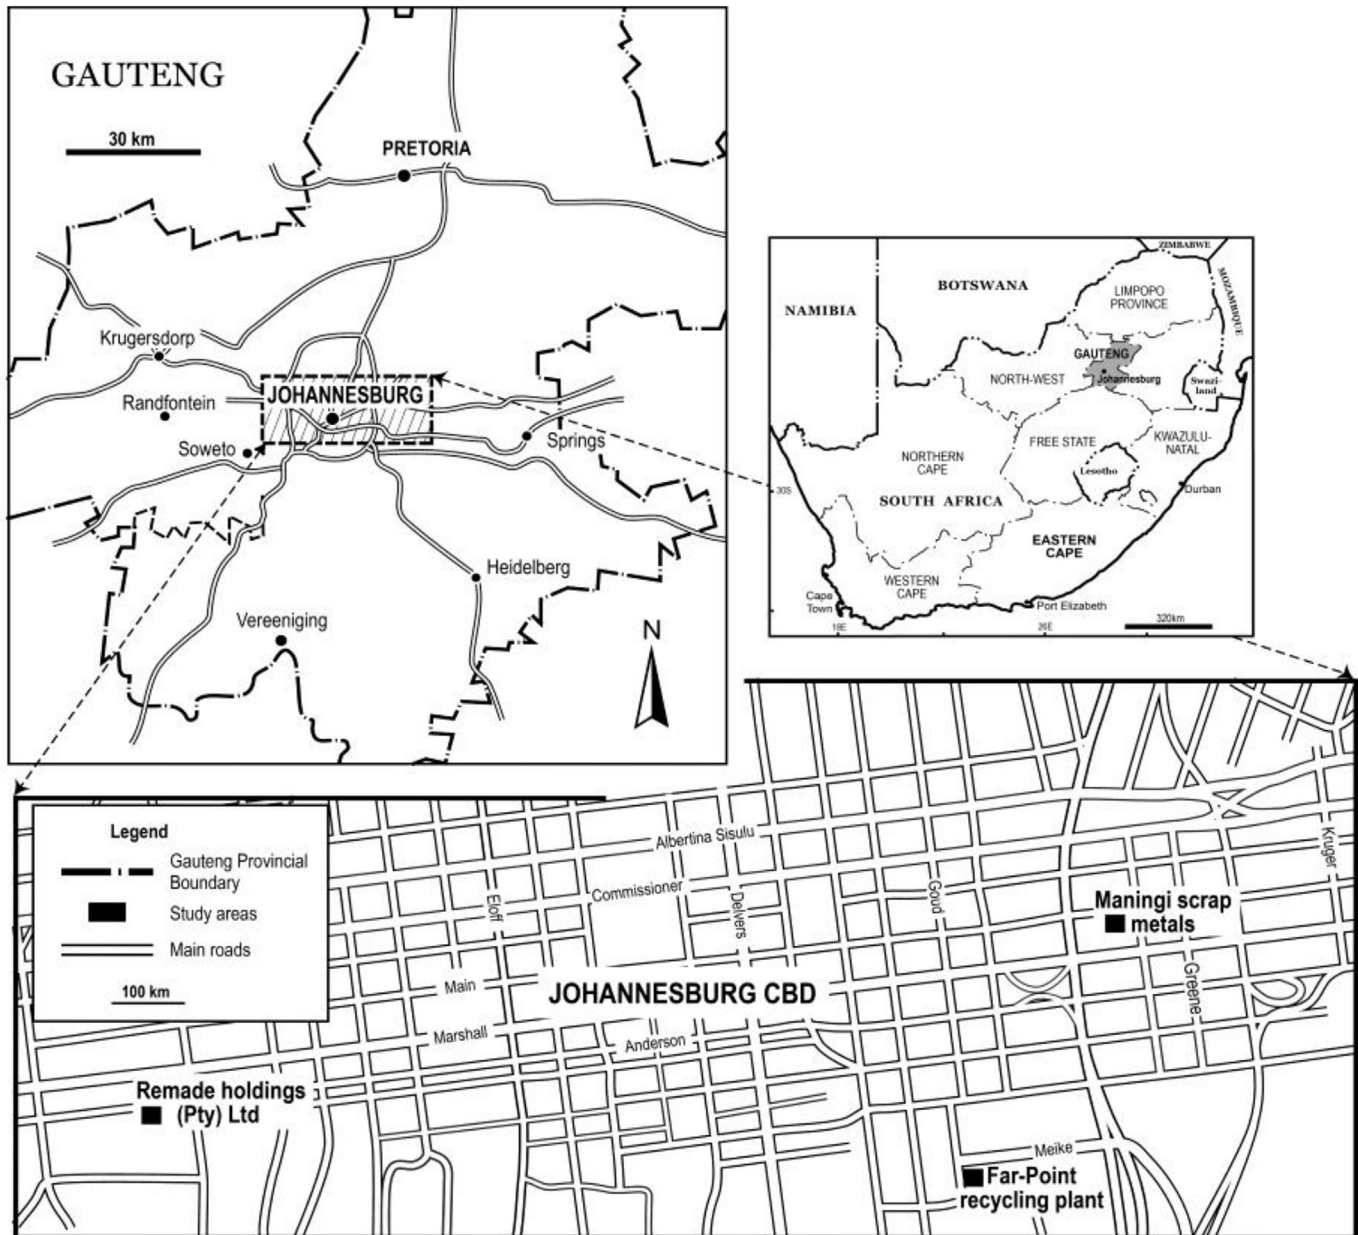 GAUTENG
30 km
PRETORIA
Krugersdorp
JOHANNESBURG
Randfontein
Soweto
Springs
Heidelberg
Vereeniging
N
ZIMBABWE
BOTSWANA
MOZAMBIQUE
LIMPOPO
PROVINCE
NAMIBIA
GAUTENG
NORTH-WEST
Johannesburg
Swazi-
land
FREE STATE
KWAZULU-
NATAL
NORTHERN
CAPE
Lesotho
30S
Durban
SOUTH AFRICA
EASTERN
CAPE
WESTERN
CAPE
Cape
Town
Port Elizabeth
18E
26E
320km
Legend
Gauteng Provincial
Boundary
Study areas
Main roads
100 km
Albertina Sisulu
Kruger
Commissioner
Eloff
Delvers
Goud
Maningi scrap
metals
Main
JOHANNESBURG CBD
Greene
Marshall
Anderson
Remade holdings
(Pty) Ltd
Meike
Far-Point
recycling plant